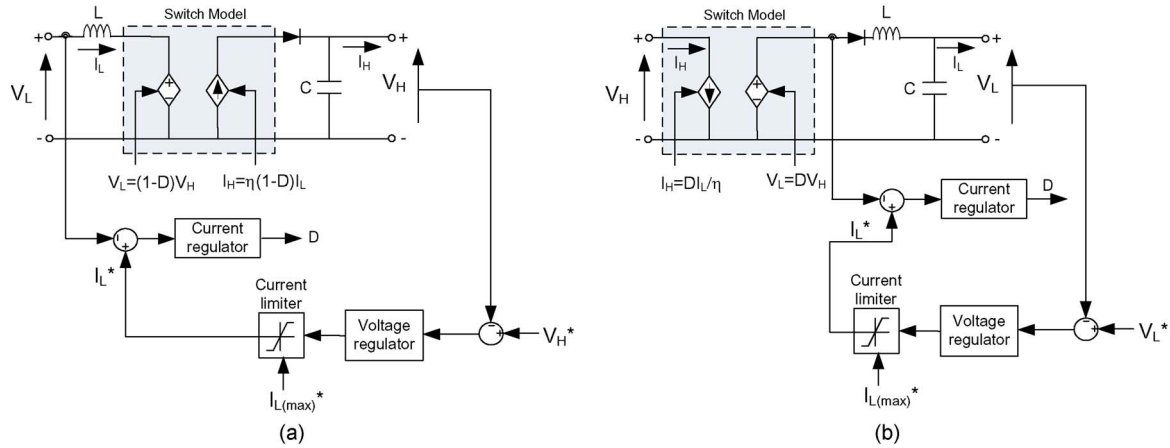 Switch Model
L
+
+
-
+
I_L
I_H
V_L
C
V_H
-
-
V_L=(1-D)V_H
I_H=η(1-D)I_L
-
+
Current
regulator
D
I_L*
Current
limiter
Voltage
regulator
-
+
V_H*
I_L(max)*
(a)
Switch Model
L
+
+
-
+
I_H
I_L
V_H
C
V_L
-
-
I_H=DI_L/η
V_L=DV_H
-
+
Current
regulator
D
I_L*
Current
limiter
Voltage
regulator
-
+
V_L*
I_L(max)*
(b)